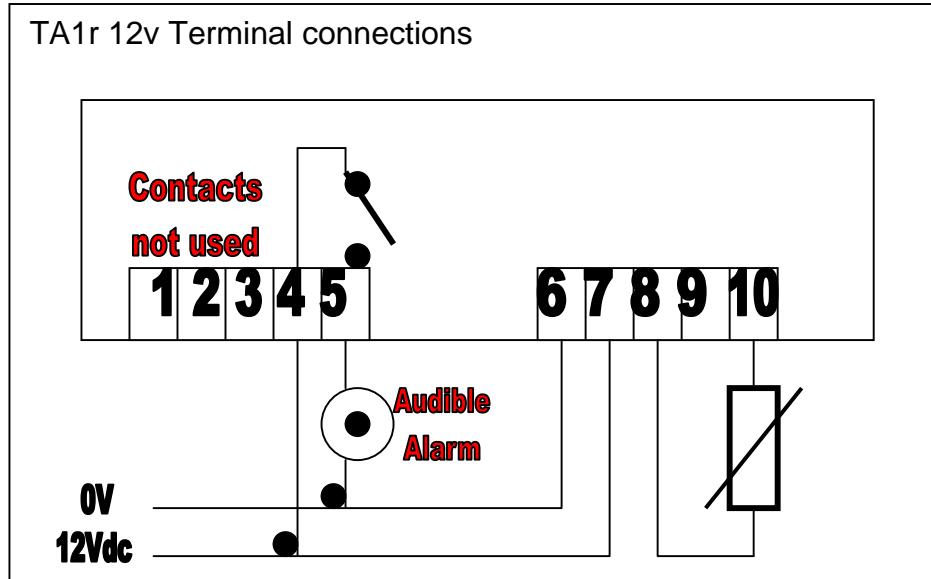 TA1r 12v Terminal connections
Contacts
not used
1 2 3 4 5 6 7 8 9 10
Audible
Alarm
0V
12Vdc